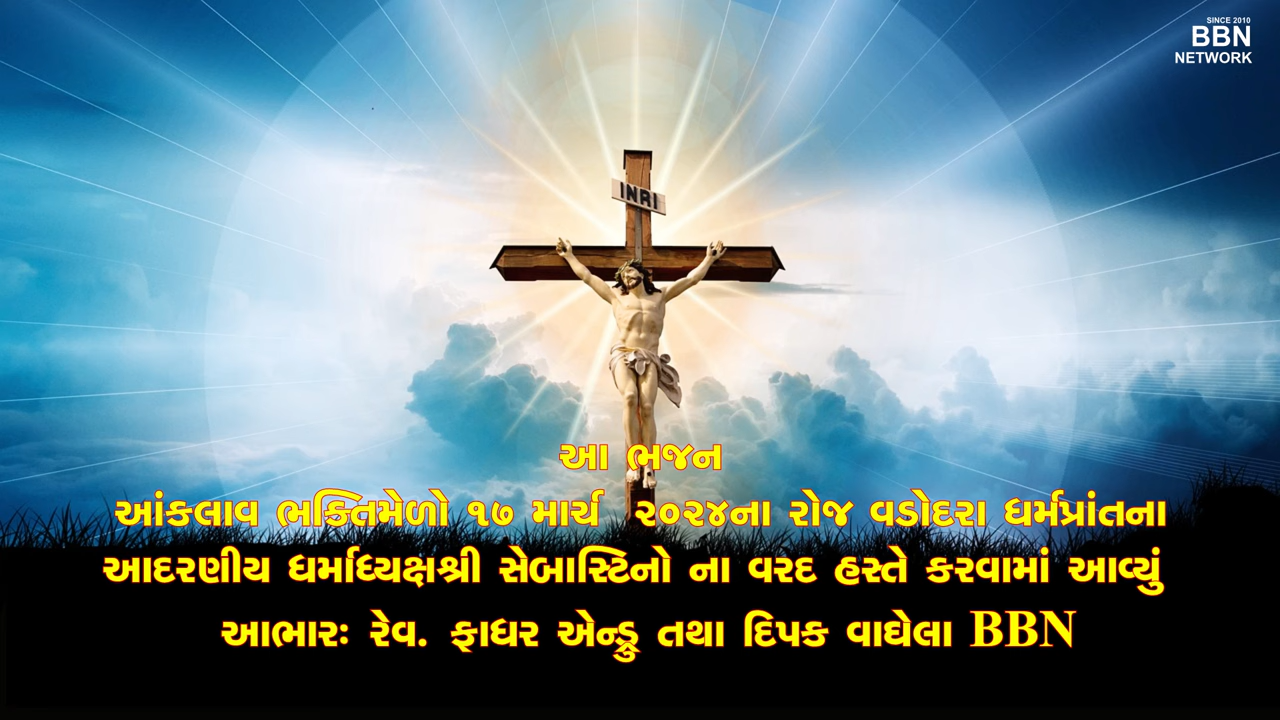 SINCE 2010
BBN
NETWORK
INRI
આ ભજન
આંકલાવ ભક્તિમેળો ૧૭ માર્ચ ૨૦૨૪ના રોજ વડોદરા ધર્મપ્રાંતના
આદરણીય ધર્માધ્યક્ષશ્રી સેબાસ્ટિનો ના વરદ હસ્તે કરવામાં આવ્યું
આભારઃ રેવ. ફાધર એન્ડ્રુ તથા દિપક વાઘેલા BBN